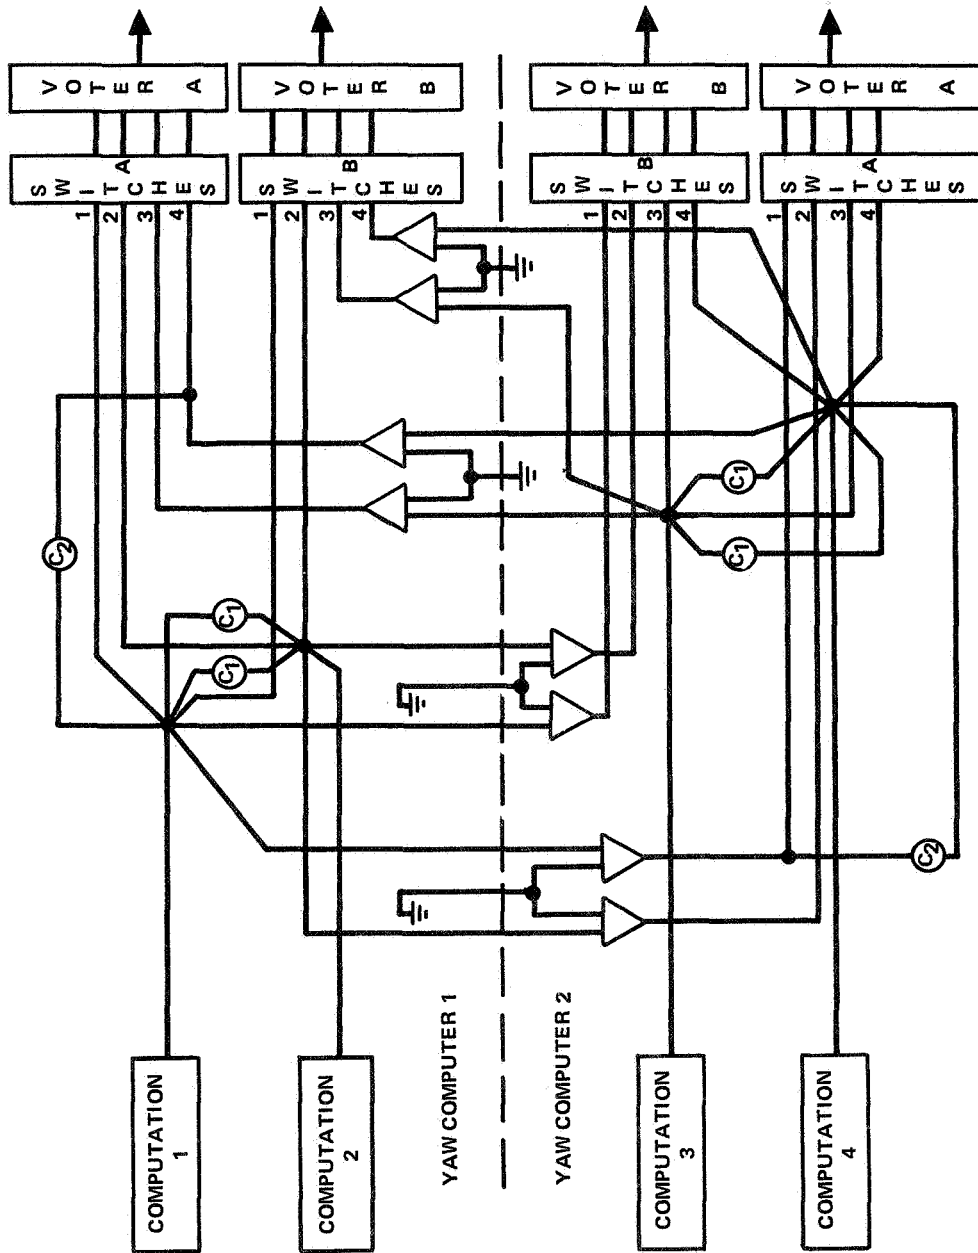 VOTER A
VOTER B
VOTER B
VOTER A
SWITCHES A
SWITCHES B
SWITCHES B
SWITCHES A
1
2
3
4
1
2
3
4
1
2
3
4
1
2
3
4
C2
C1
C1
C1
C1
C2
YAW COMPUTER 1
YAW COMPUTER 2
COMPUTATION
1
COMPUTATION
2
COMPUTATION
3
COMPUTATION
4